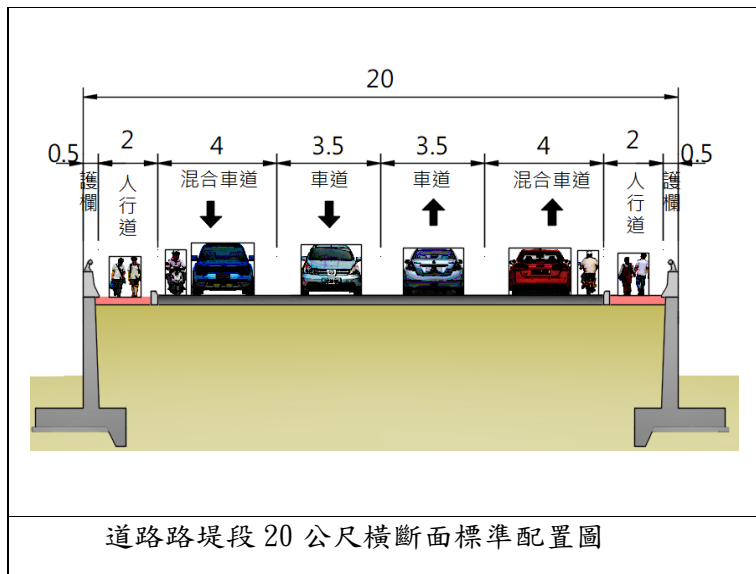 20
0.5 2 4 3.5 3.5 4 2 0.5
護欄 人行道 混合車道 車道 車道 混合車道 人行道 護欄
道路路堤段 20 公尺橫斷面標準配置圖